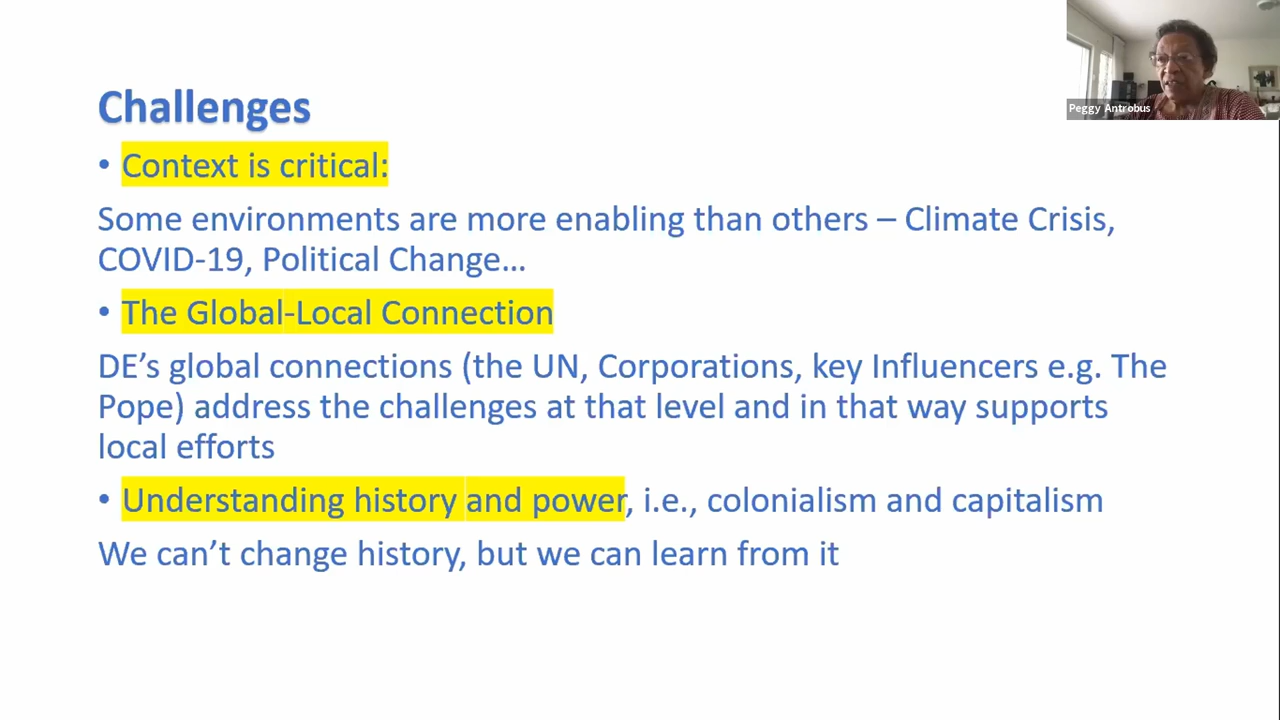 Challenges
• Context is critical:
Some environments are more enabling than others – Climate Crisis,
COVID-19, Political Change…
• The Global-Local Connection
DE’s global connections (the UN, Corporations, key Influencers e.g. The
Pope) address the challenges at that level and in that way supports
local efforts
• Understanding history and power, i.e., colonialism and capitalism
We can’t change history, but we can learn from it
Peggy Antrobus